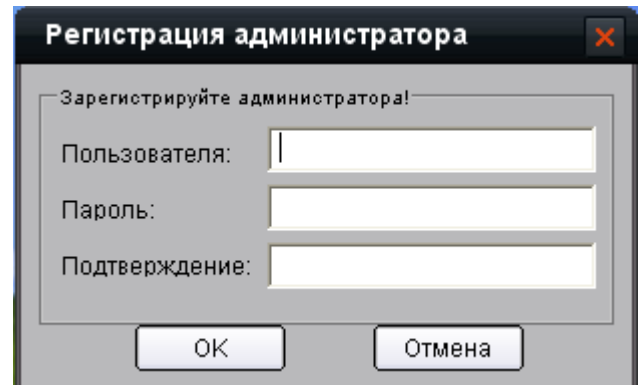 Регистрация администратора
Зарегистрируйте администратора!
Пользователя:
Пароль:
Подтверждение:
OK Отмена